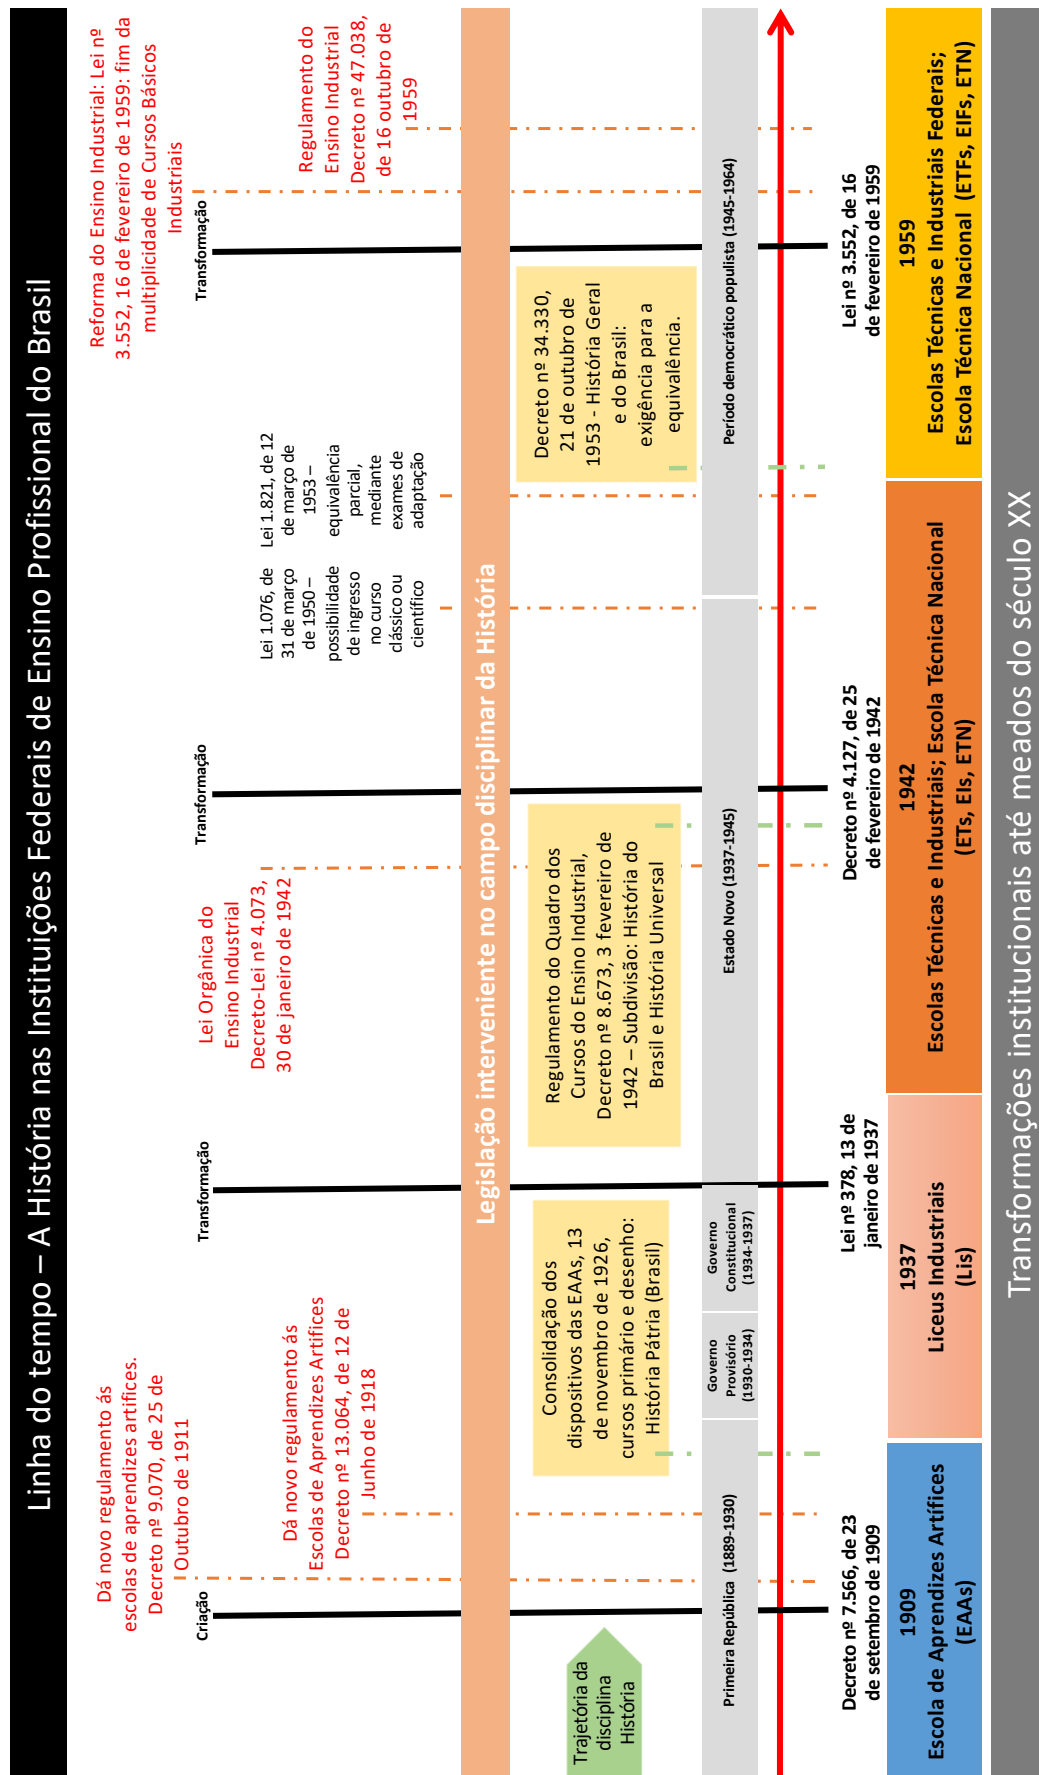 Linha do tempo – A História nas Instituições Federais de Ensino Profissional do Brasil
Dá novo regulamento ás
escolas de aprendizes artifices.
Decreto nº 9.070, de 25 de
Outubro de 1911
Dá novo regulamento ás
Escolas de Aprendizes Artifices
Decreto nº 13.064, de 12 de
Junho de 1918
Lei Orgânica do
Ensino Industrial
Decreto-Lei nº 4.073,
30 de janeiro de 1942
Lei 1.076, de
31 de março
de 1950 –
possibilidade
de ingresso
no curso
clássico ou
científico
Lei 1.821, de 12
de março de
1953 –
equivalência
parcial,
mediante
exames de
adaptação
Reforma do Ensino Industrial: Lei nº
3.552, 16 de fevereiro de 1959: fim da
multiplicidade de Cursos Básicos
Industriais
Regulamento do
Ensino Industrial
Decreto nº 47.038,
de 16 outubro de
1959
Criação
Transformação
Transformação
Transformação
Legislação interveniente no campo disciplinar da História
Trajetória da
disciplina
História
Consolidação dos
dispositivos das EAAs, 13
de novembro de 1926,
cursos primário e desenho:
História Pátria (Brasil)
Regulamento do Quadro dos
Cursos do Ensino Industrial,
Decreto nº 8.673, 3 fevereiro de
1942 – Subdivisão: História do
Brasil e História Universal
Decreto nº 34.330,
21 de outubro de
1953 - História Geral
e do Brasil:
exigência para a
equivalência.
Primeira República (1889-1930)
Governo
Provisório
(1930-1934)
Governo
Constitucional
(1934-1937)
Estado Novo (1937-1945)
Período democrático populista (1945-1964)
Decreto nº 7.566, de 23
de setembro de 1909
Lei nº 378, 13 de
janeiro de 1937
Decreto nº 4.127, de 25
de fevereiro de 1942
Lei nº 3.552, de 16
de fevereiro de 1959
1909
Escola de Aprendizes Artífices
(EAAs)
1937
Liceus Industriais
(Lis)
1942
Escolas Técnicas e Industriais; Escola Técnica Nacional
(ETs, EIs, ETN)
1959
Escolas Técnicas e Industriais Federais;
Escola Técnica Nacional (ETFs, EIFs, ETN)
Transformações institucionais até meados do século XX